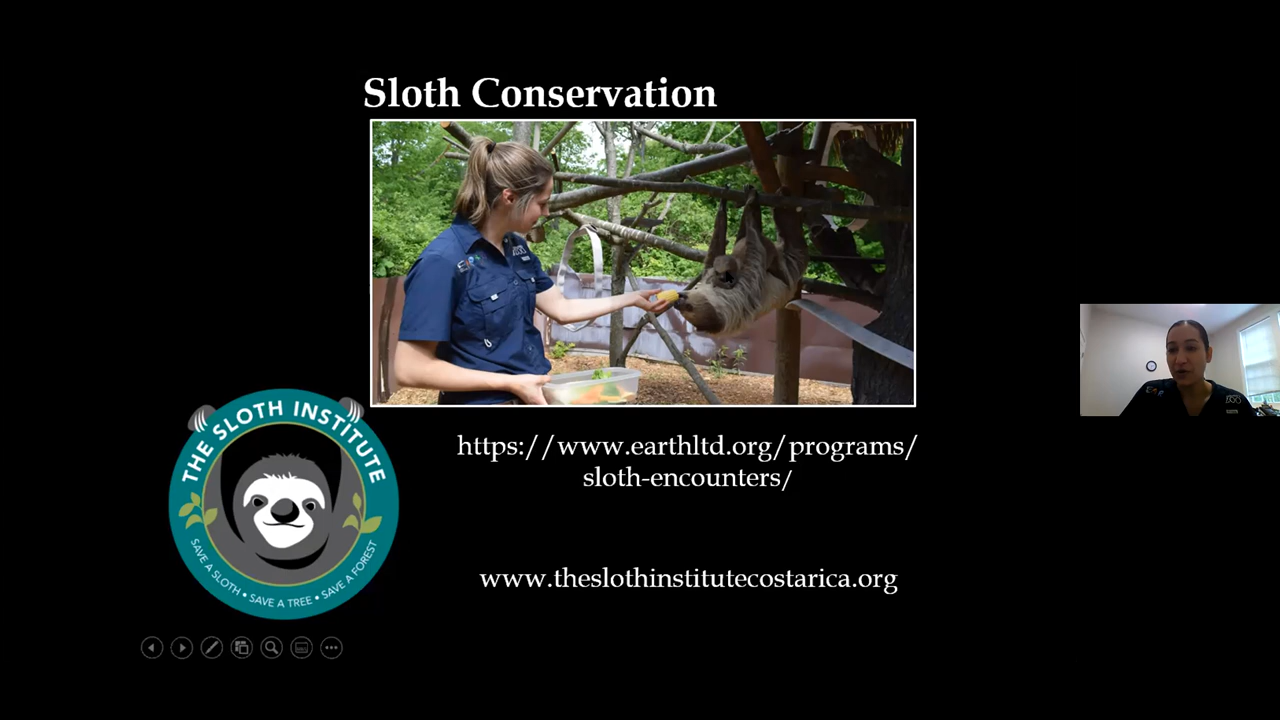 Sloth Conservation
THE SLOTH INSTITUTE
SAVE A SLOTH • SAVE A TREE • SAVE A FOREST
https://www.earthltd.org/programs/
sloth-encounters/
www.theslothinstitutecostarica.org